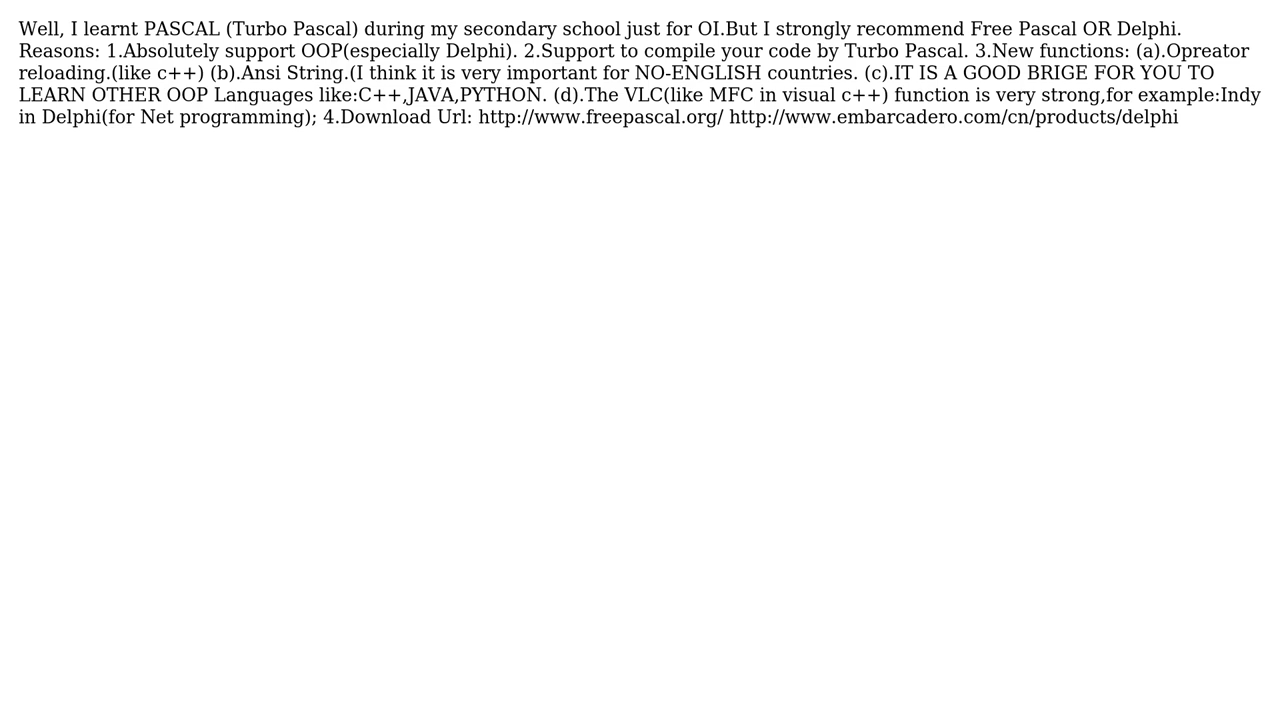 Well, I learnt PASCAL (Turbo Pascal) during my secondary school just for OI.But I strongly recommend Free Pascal OR Delphi.
Reasons: 1.Absolutely support OOP(especially Delphi). 2.Support to compile your code by Turbo Pascal. 3.New functions: (a).Opreator
reloading.(like c++) (b).Ansi String.(I think it is very important for NO-ENGLISH countries. (c).IT IS A GOOD BRIGE FOR YOU TO
LEARN OTHER OOP Languages like:C++,JAVA,PYTHON. (d).The VLC(like MFC in visual c++) function is very strong,for example:Indy
in Delphi(for Net programming); 4.Download Url: http://www.freepascal.org/ http://www.embarcadero.com/cn/products/delphi